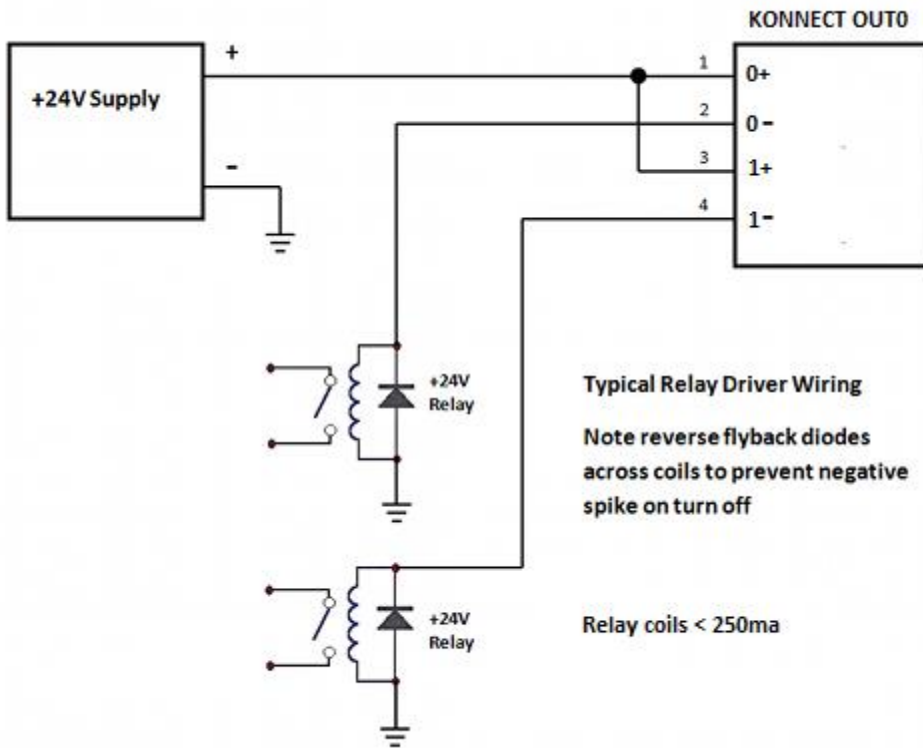 KONNECT OUT0
+24V Supply
+
-
1
0+
2
0-
3
1+
4
1-
+24V
Relay
Typical Relay Driver Wiring
Note reverse flyback diodes
across coils to prevent negative
spike on turn off
+24V
Relay
Relay coils < 250ma